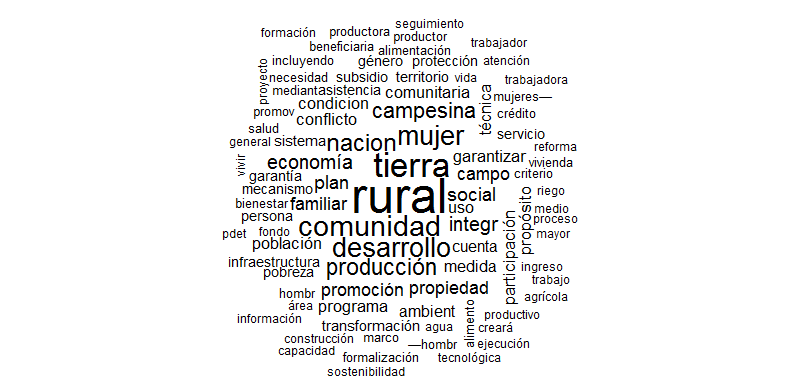 seguimiento
formación
productora
productor
trabajador
beneficiaria
alimentación
incluyendo
género
protección
atención
proyecto
necesidad
subsidio
territorio
vida
trabajadora
mediant
asistencia
comunitaria
técnica
mujeres—
condicion
campesina
promov
conflicto
crédito
salud
mujer
servicio
general
sistema
nacion
reforma
vivir
economía
tierra
garantizar
vivienda
garantía
campo
criterio
mecanismo
plan
rural
social
riego
bienestar
familiar
uso
propósito
medio
persona
comunidad
integr
participación
proceso
pdet
fondo
mayor
población
desarrollo
cuenta
infraestructura
producción
medida
ingreso
pobreza
trabajo
hombr
promoción
propiedad
agrícola
área
programa
ambient
alimento
información
productivo
transformación
agua
creará
construcción
marco
—hombr
ejecución
capacidad
formalización
tecnológica
sostenibilidad